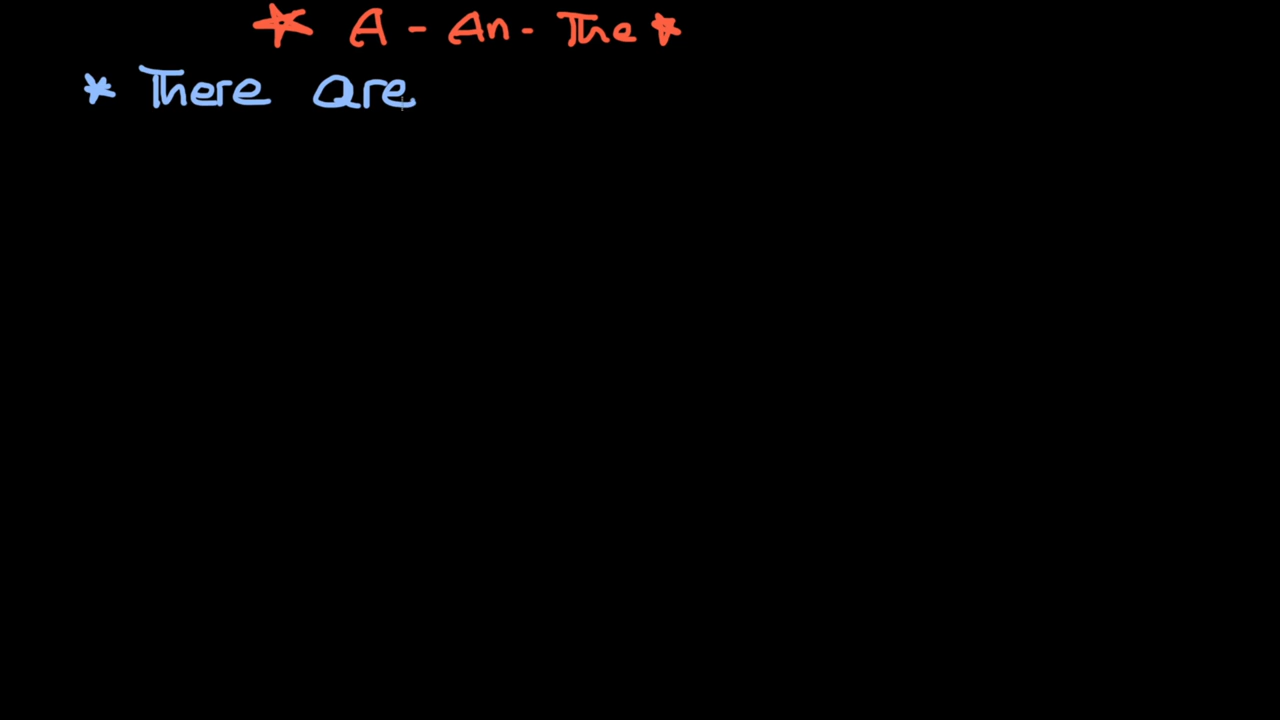 * A - An - The *
* There are